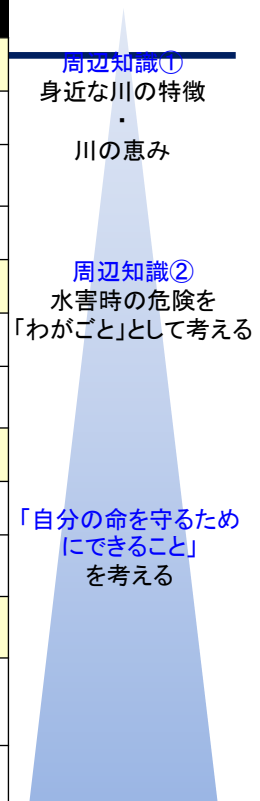 周辺知識①
身近な川の特徴
・
川の恵み
周辺知識②
水害時の危険を
「わがごと」として考える
「自分の命を守るため
にできること」
を考える